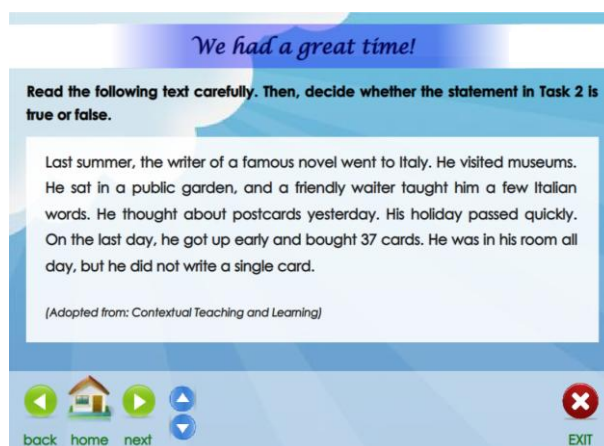 We had a great time!
Read the following text carefully. Then, decide whether the statement in Task 2 is
true or false.
Last summer, the writer of a famous novel went to Italy. He visited museums.
He sat in a public garden, and a friendly waiter taught him a few Italian
words. He thought about postcards yesterday. His holiday passed quickly.
On the last day, he got up early and bought 37 cards. He was in his room all
day, but he did not write a single card.
(Adopted from: Contextual Teaching and Learning)
back home next
EXIT